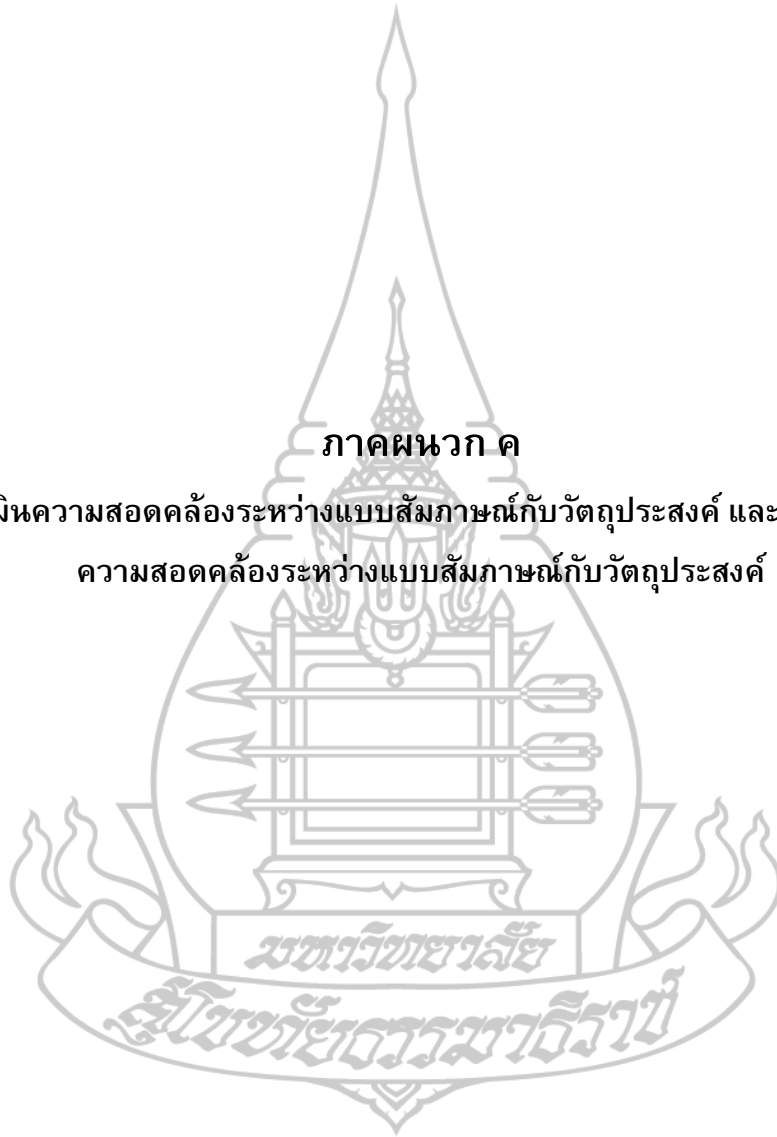 ภาคผนวก ค
มินความสอดคล้องระหว่างแบบสัมภาษณ์กับวัตถุประสงค์ และ
ความสอดคล้องระหว่างแบบสัมภาษณ์กับวัตถุประสงค์
มหาวิทยาลัย
สุโขทัยธรรมาธิราช